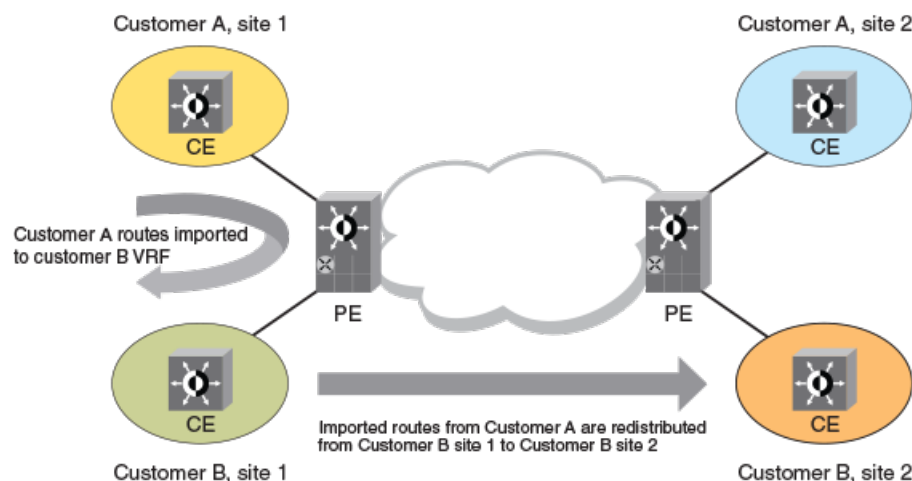 Customer A, site 1
Customer A, site 2
CE
CE
Customer A routes imported
to customer B VRF
PE
PE
CE
CE
Imported routes from Customer A are redistributed
from Customer B site 1 to Customer B site 2
Customer B, site 1
Customer B, site 2